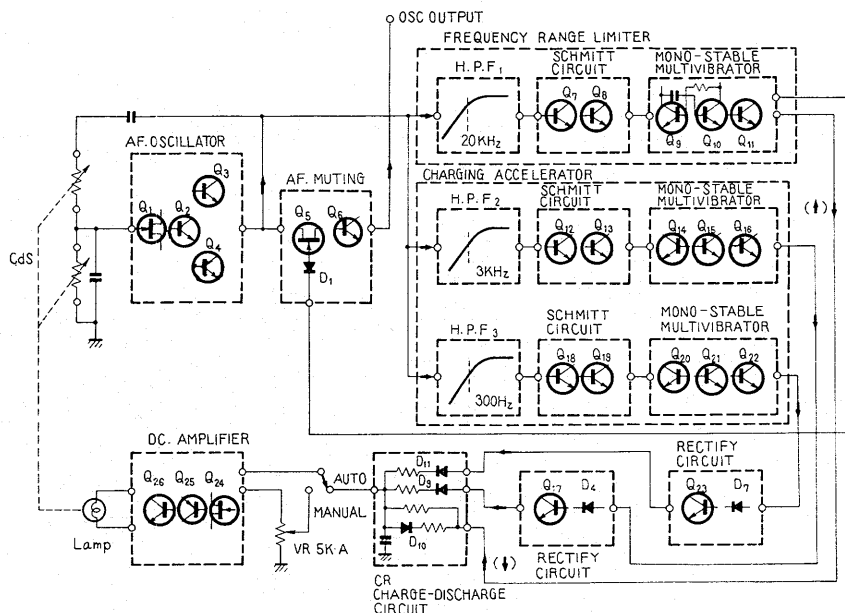 OSC OUTPUT
FREQUENCY RANGE LIMITER
H.P.F1
SCHMITT
CIRCUIT
MONO-STABLE
MULTIVIBRATOR
Q7 Q8
Q9 Q10 Q11
20KHz
AF. OSCILLATOR
Q3
Q1 Q2
Q4
AF. MUTING
Q5 Q6
D1
CHARGING ACCELERATOR
H.P.F2
SCHMITT
CIRCUIT
MONO-STABLE
MULTIVIBRATOR
Q12 Q13
Q14 Q15 Q16
3KHz
(↑)
CdS
H.P.F3
SCHMITT
CIRCUIT
MONO-STABLE
MULTIVIBRATOR
Q18 Q19
Q20 Q21 Q22
300Hz
DC. AMPLIFIER
Q26 Q25 Q24
Lamp
AUTO
MANUAL
VR 5K-A
D11
D9
D10
CR
CHARGE-DISCHARGE
CIRCUIT
Q17 D4
RECTIFY
CIRCUIT
(↓)
RECTIFY
CIRCUIT
Q23 D7